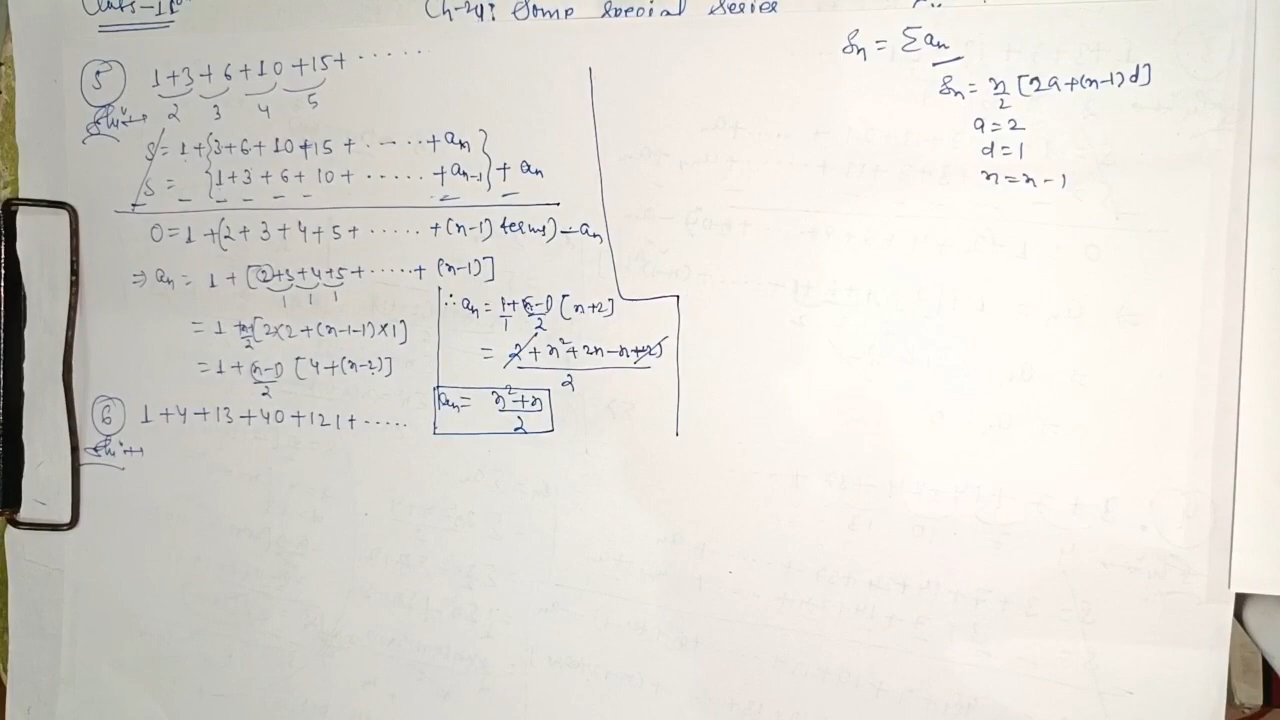 Class-11
Ch-24: Some Special Series
Sn = Σan
Sn = n/2 [2a+(n-1)d]
a=2
d=1
n=n-1
5 1+3+6+10+15+ ......
2 3 4 5
S = 1+{3+6+10+15+ ...... +an
S = {1+3+6+10+ ...... +an-1} + an
0=1+(2+3+4+5+ ...... +(n-1) terms) - an
⇒ an = 1 + [2+3+4+5+ ...... + (n-1)]
1 1 1
= 1 + n-1/2 [2×2+(n-1-1)×1]
= 1 + (n-1)/2 [4+(n-2)]
∴ an = 1/1 + (n-1)/2 [n+2]
= 2+n²+2n-n-2 / 2
an = n²+n / 2
6 1+4+13+40+121+ ......